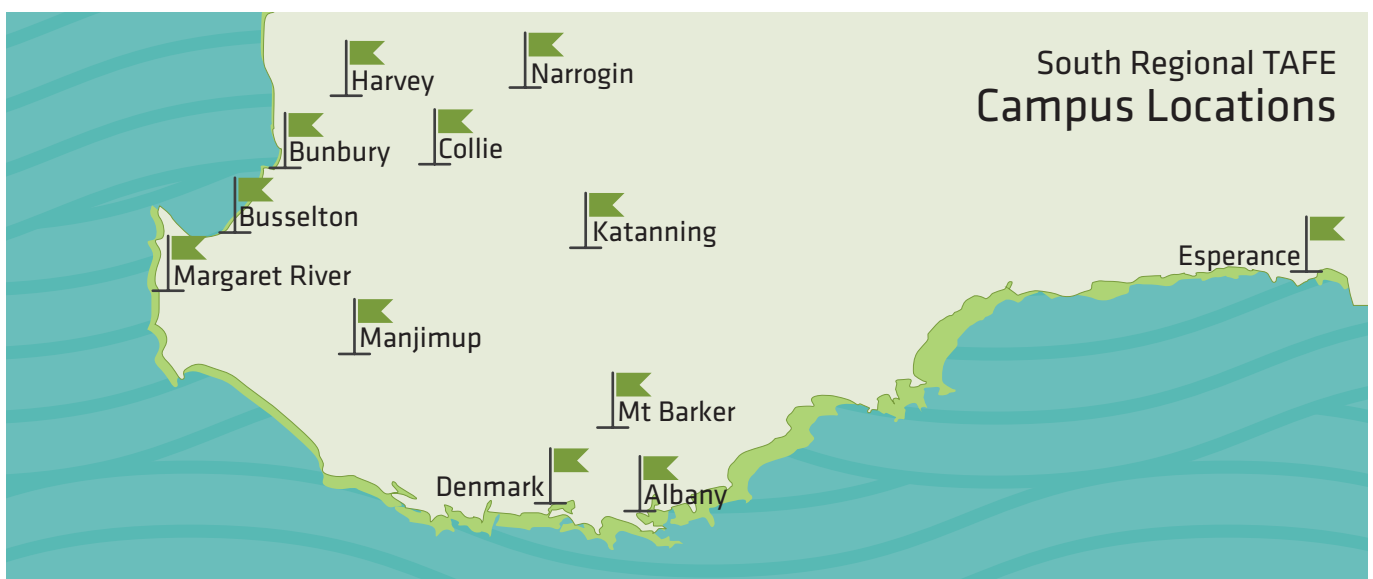 South Regional TAFE
Campus Locations
Harvey
Narrogin
Bunbury
Collie
Busselton
Katanning
Esperance
Margaret River
Manjimup
Mt Barker
Denmark
Albany